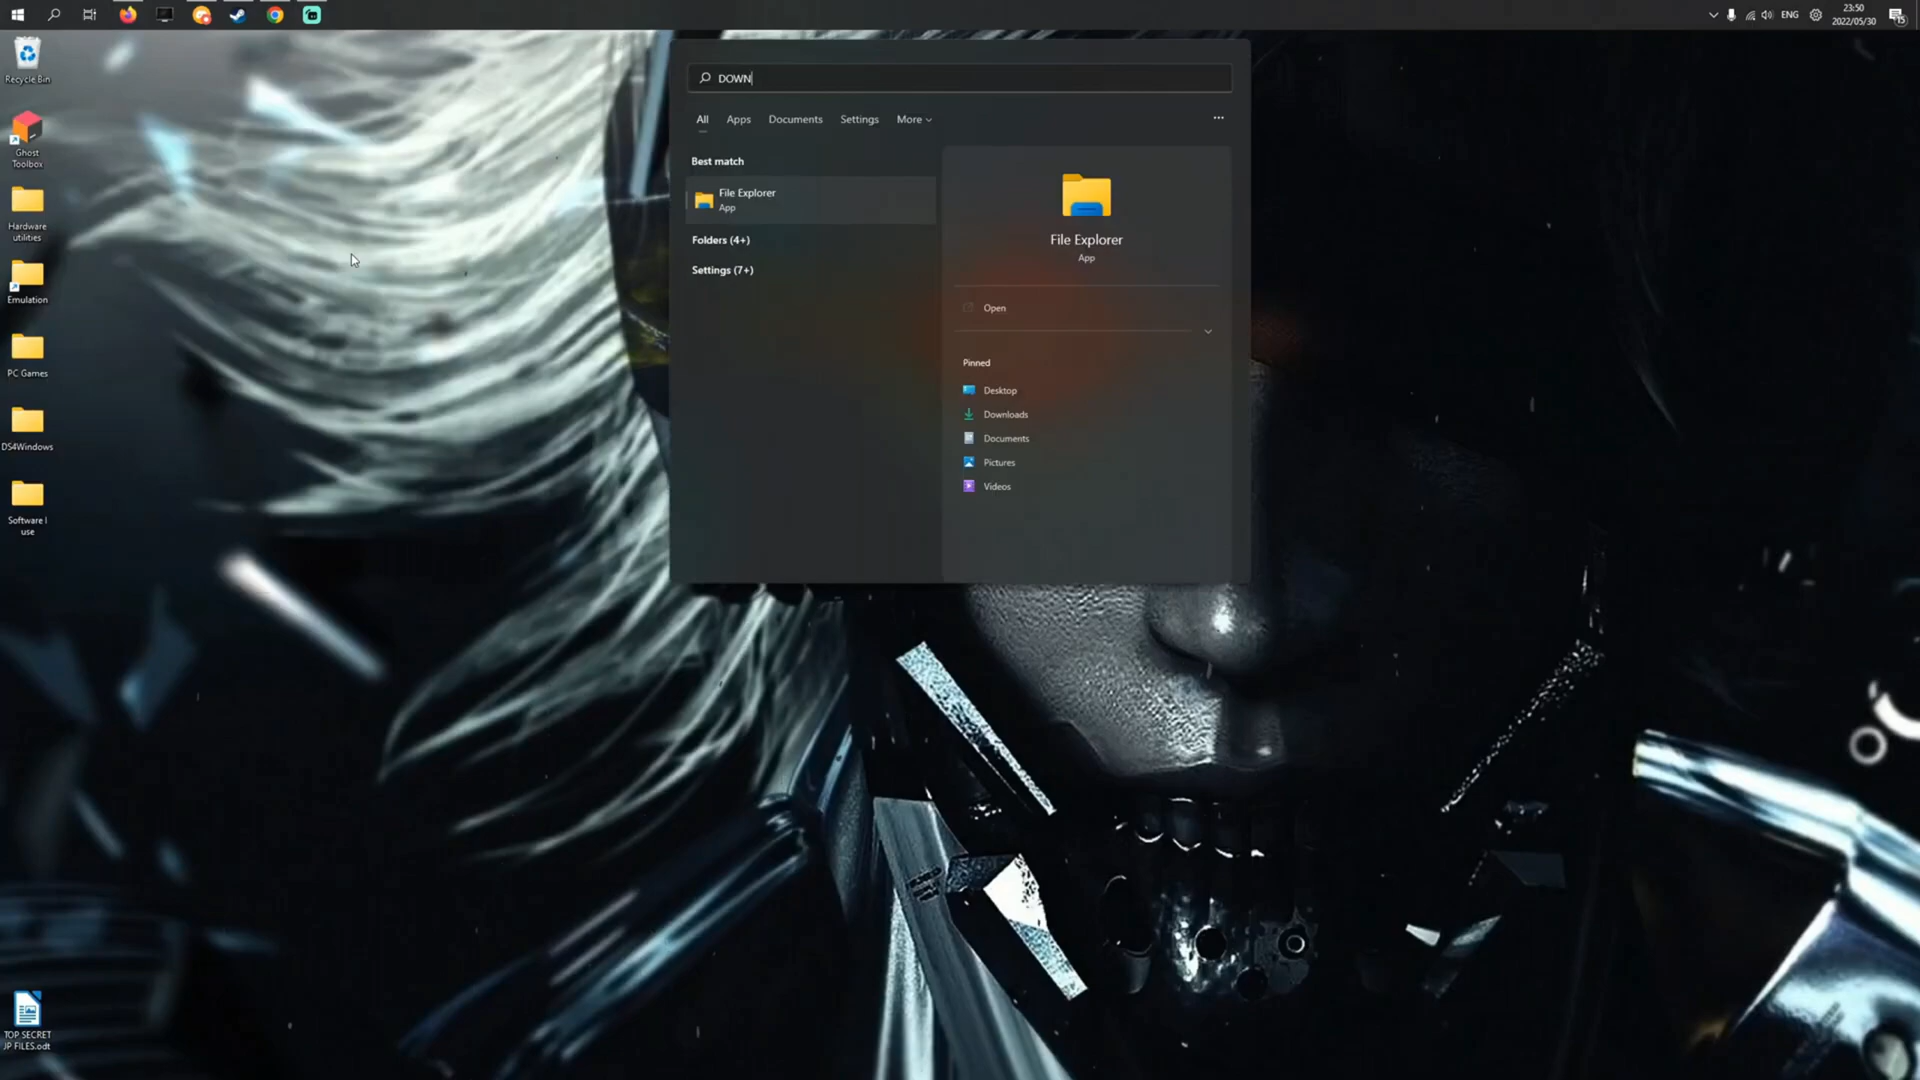 ENG
23:50
2022/05/30
15
Recycle Bin
Ghost
Toolbox
Hardware
utilities
Emulation
PC Games
DS4Windows
Software I
use
TOP SECRET
JP FILES.odt
DOWN
All
Apps
Documents
Settings
More
Best match
File Explorer
App
Folders (4+)
Settings (7+)
File Explorer
App
Open
Pinned
Desktop
Downloads
Documents
Pictures
Videos